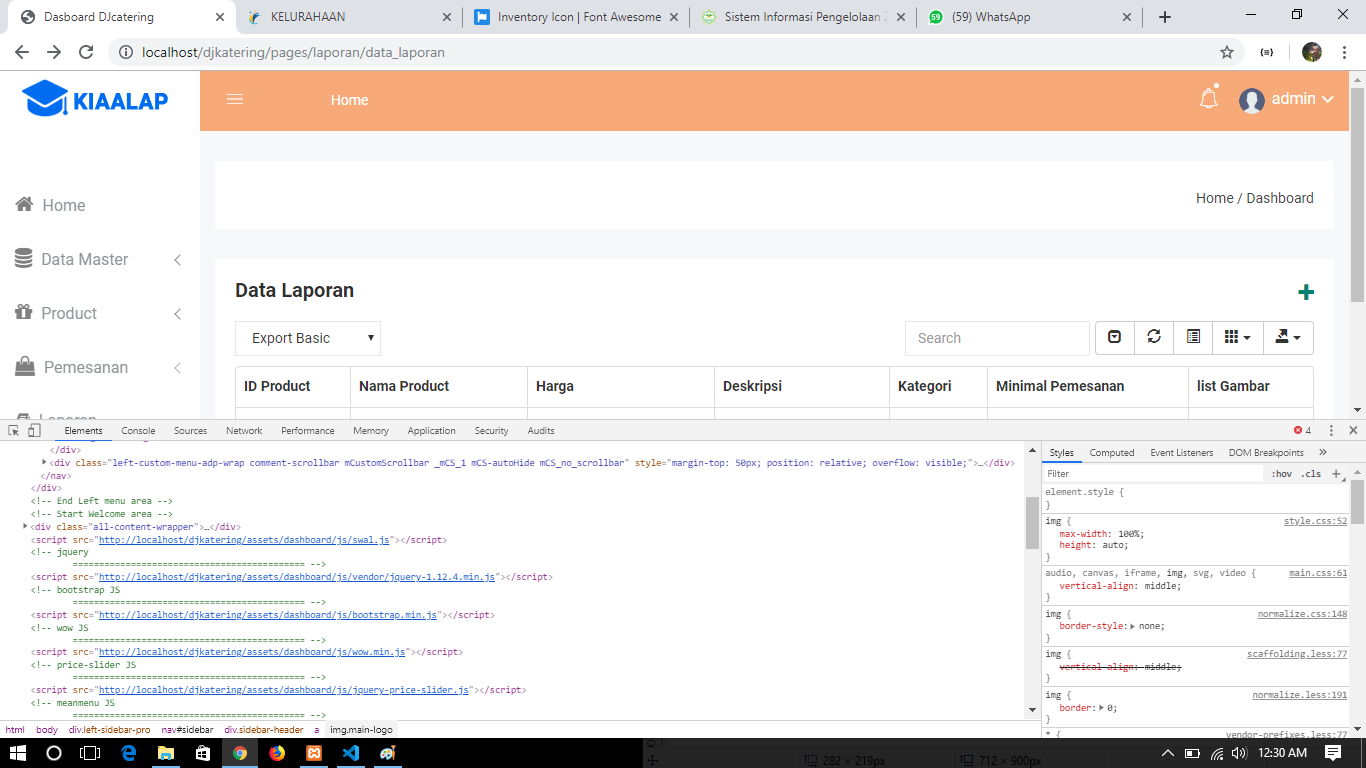 Dasboard DJcatering
KELURAHAAN
Inventory Icon | Font Awesome
Sistem Informasi Pengelolaan
59
(59) WhatsApp
localhost/djkatering/pages/laporan/data_laporan
KIAALAP
Home
admin
Home / Dashboard
Home
Data Master
Product
Pemesanan
Laporan
Data Laporan
Export Basic
Search
ID Product Nama Product Harga Deskripsi Kategori Minimal Pemesanan list Gambar
Elements Console Sources Network Performance Memory Application Security Audits 4
</div>
<div class="left-custom-menu-adp-wrap comment-scrollbar mCustomScrollbar _mCS_1 mCS-autoHide mCS_no_scrollbar" style="margin-top: 50px; position: relative; overflow: visible;">…</div>
</nav>
</div>
<!-- End Left menu area -->
<!-- Start Welcome area -->
<div class="all-content-wrapper">…</div>
<script src="http://localhost/djkatering/assets/dashboard/js/swal.js"></script>
<!-- jquery
============================================ -->
<script src="http://localhost/djkatering/assets/dashboard/js/vendor/jquery-1.12.4.min.js"></script>
<!-- bootstrap JS
============================================ -->
<script src="http://localhost/djkatering/assets/dashboard/js/bootstrap.min.js"></script>
<!-- wow JS
============================================ -->
<script src="http://localhost/djkatering/assets/dashboard/js/wow.min.js"></script>
<!-- price-slider JS
============================================ -->
<script src="http://localhost/djkatering/assets/dashboard/js/jquery-price-slider.js"></script>
<!-- meanmenu JS
============================================ -->
html body div.left-sidebar-pro nav#sidebar div.sidebar-header a img.main-logo
Styles Computed Event Listeners DOM Breakpoints »
Filter :hov .cls +
element.style {
}
img { style.css:52
max-width: 100%;
height: auto;
}
audio, canvas, iframe, img, svg, video { main.css:61
vertical-align: middle;
}
img { normalize.css:148
border-style: none;
}
img { scaffolding.less:77
vertical-align: middle;
}
img { normalize.less:191
border: 0;
}
* { vendor-prefixes.less:77
282 × 219px
712 × 900px
12:30 AM